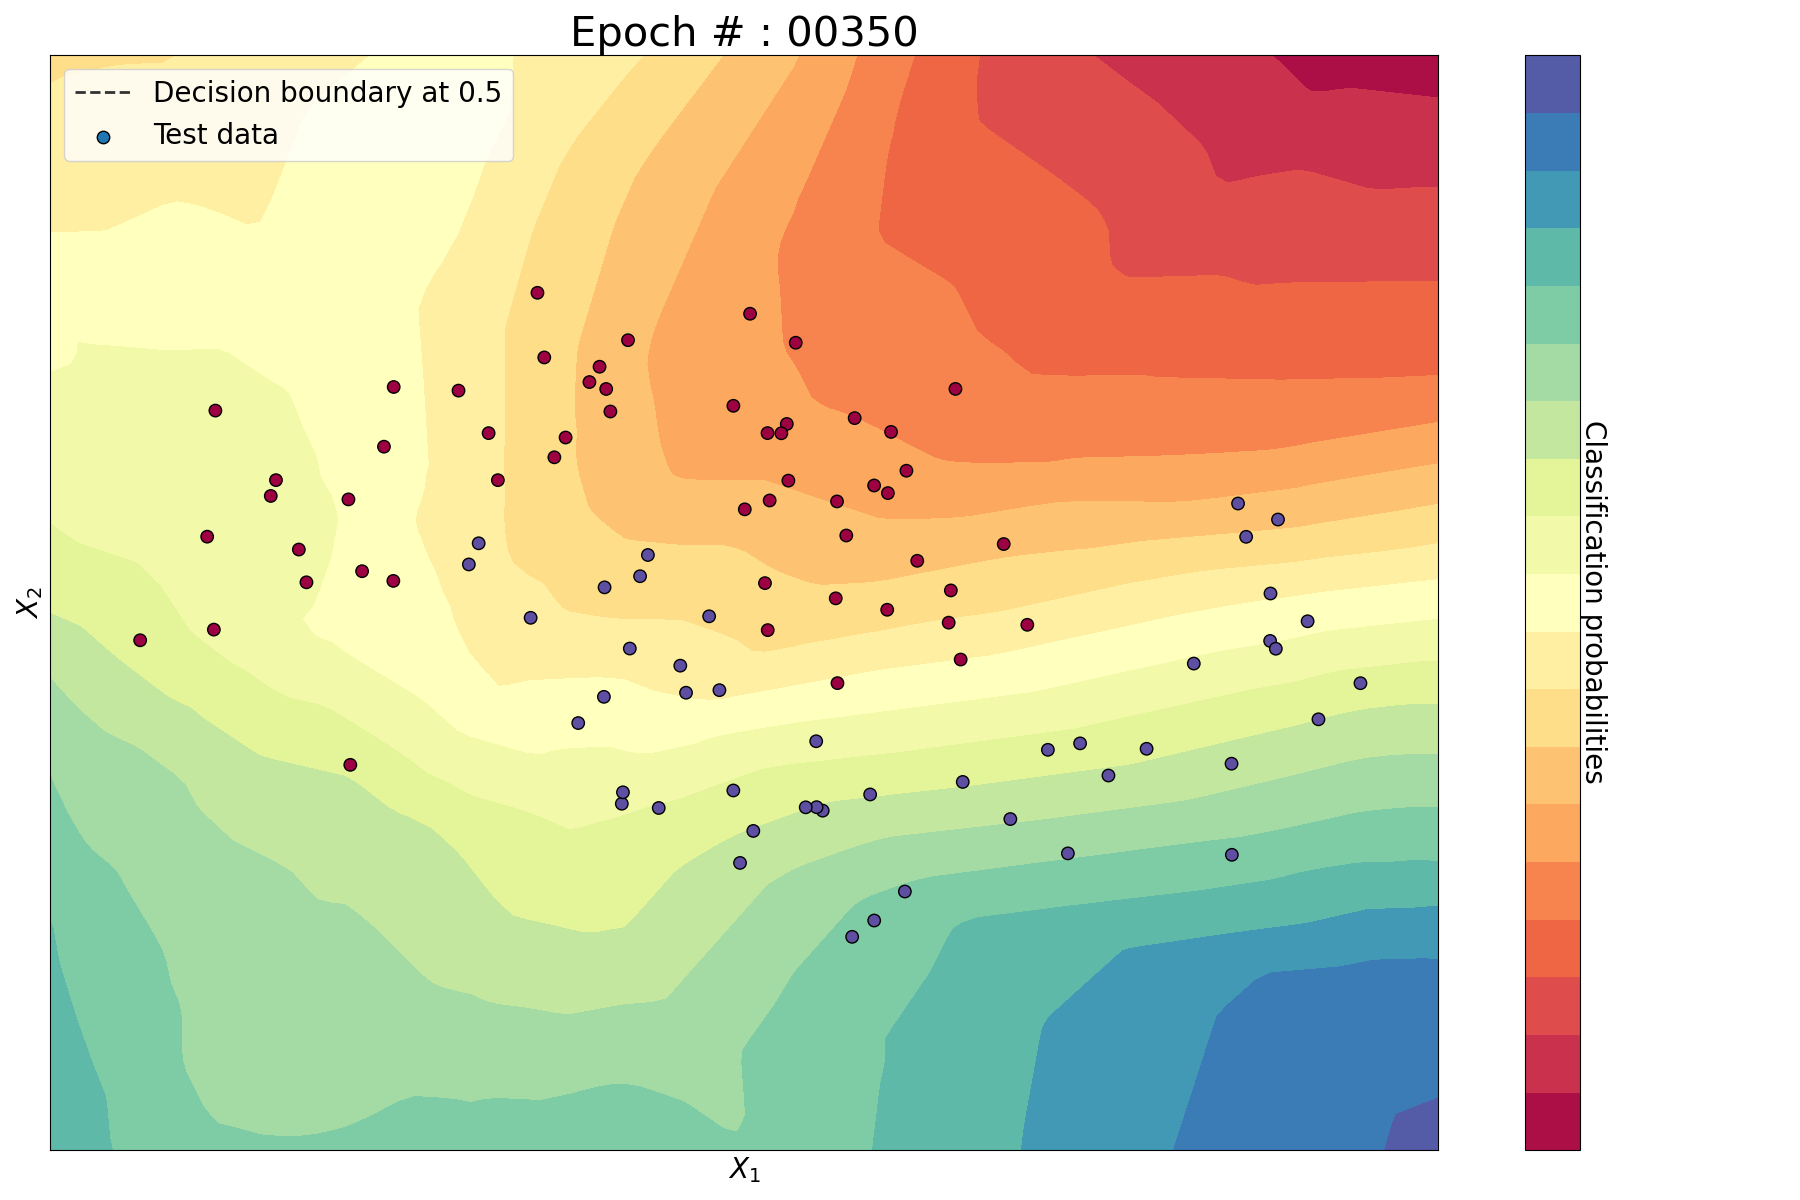 Epoch # : 00350
Decision boundary at 0.5
Test data
X₂
X₁
Classification probabilities